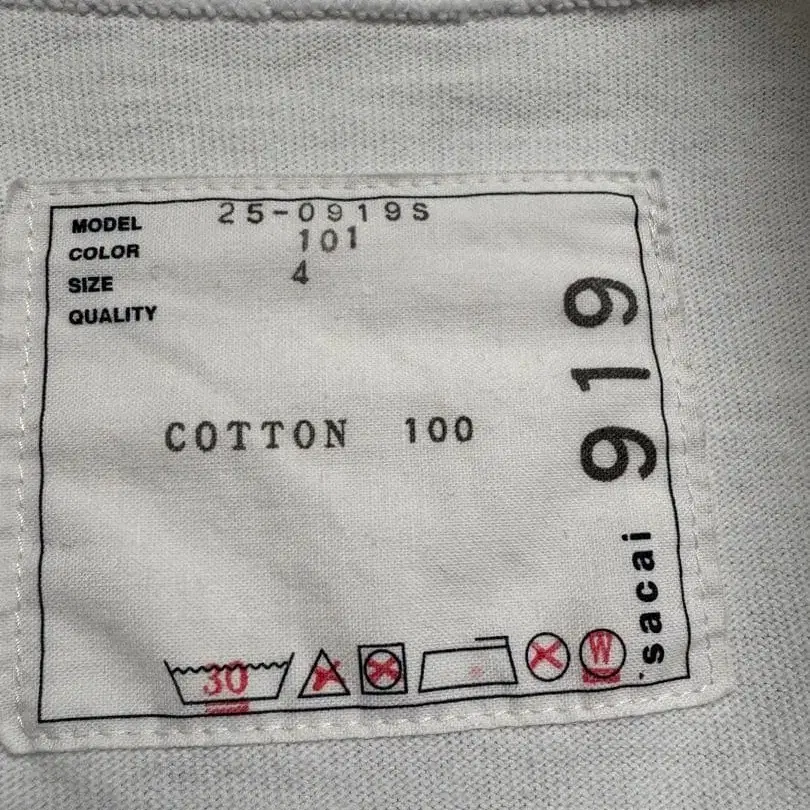 MODEL 25-0919S
COLOR 101
SIZE 4
QUALITY
COTTON 100
30
W
sacai 919